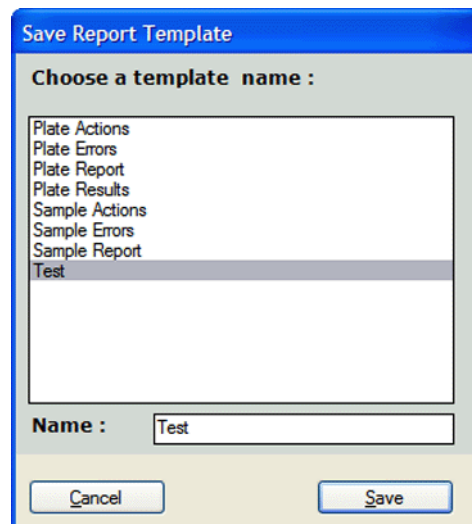 Save Report Template
Choose a template name :
Plate Actions
Plate Errors
Plate Report
Plate Results
Sample Actions
Sample Errors
Sample Report
Test
Name : Test
Cancel Save